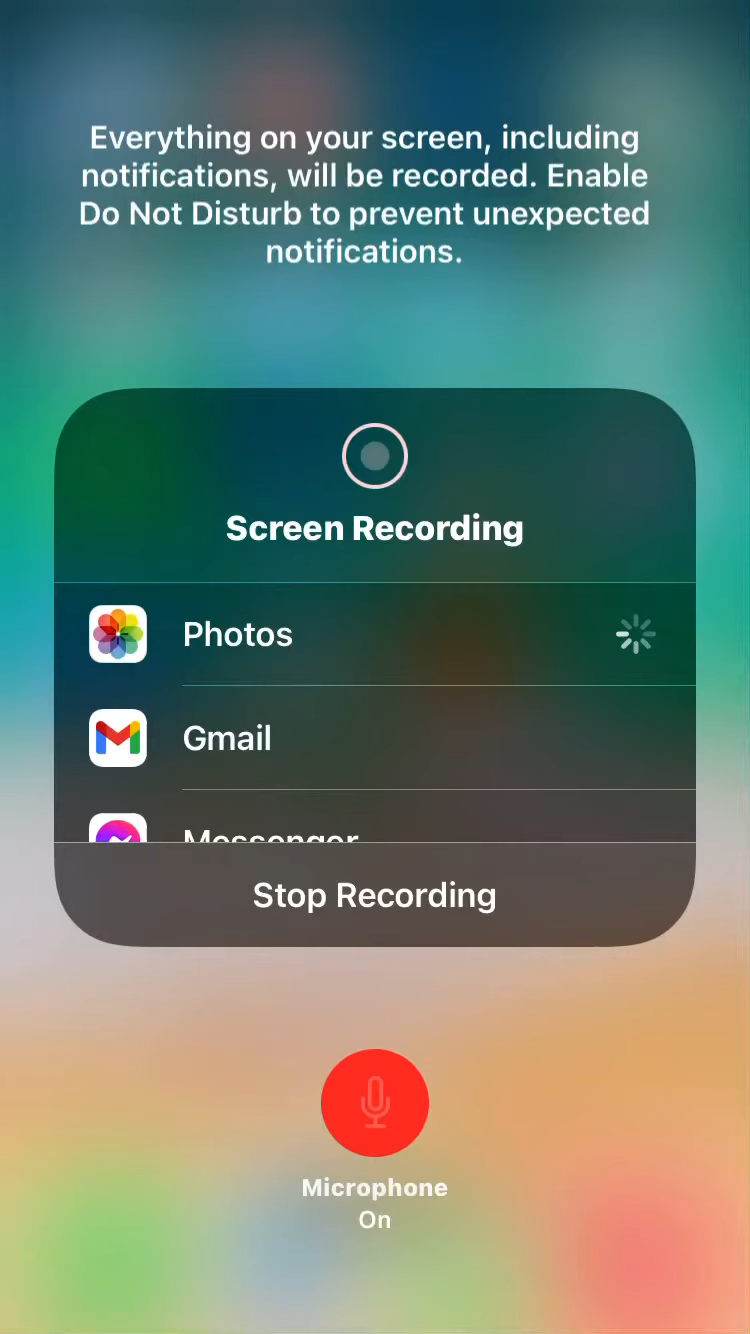 Everything on your screen, including
notifications, will be recorded. Enable
Do Not Disturb to prevent unexpected
notifications.
Screen Recording
Photos
Gmail
Messenger
Stop Recording
Microphone
On